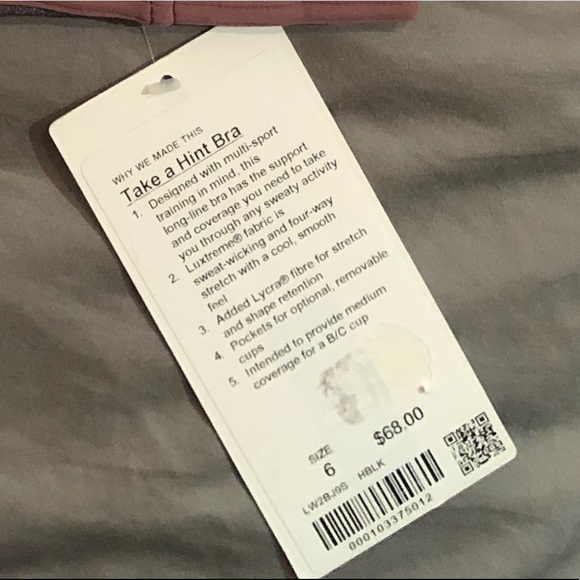 WHY WE MADE THIS
Take a Hint Bra
1. Designed with multi-sport
training in mind, this
long-line bra has the support
and coverage you need to take
you through any sweaty activity
2. Luxtreme® fabric is
sweat-wicking and four-way
stretch with a cool, smooth
feel
3. Added Lycra® fibre for stretch
and shape retention
4. Pockets for optional, removable
cups
5. Intended to provide medium
coverage for a B/C cup
SIZE
6 $68.00
LW2BJ9S HBLK
000103375012